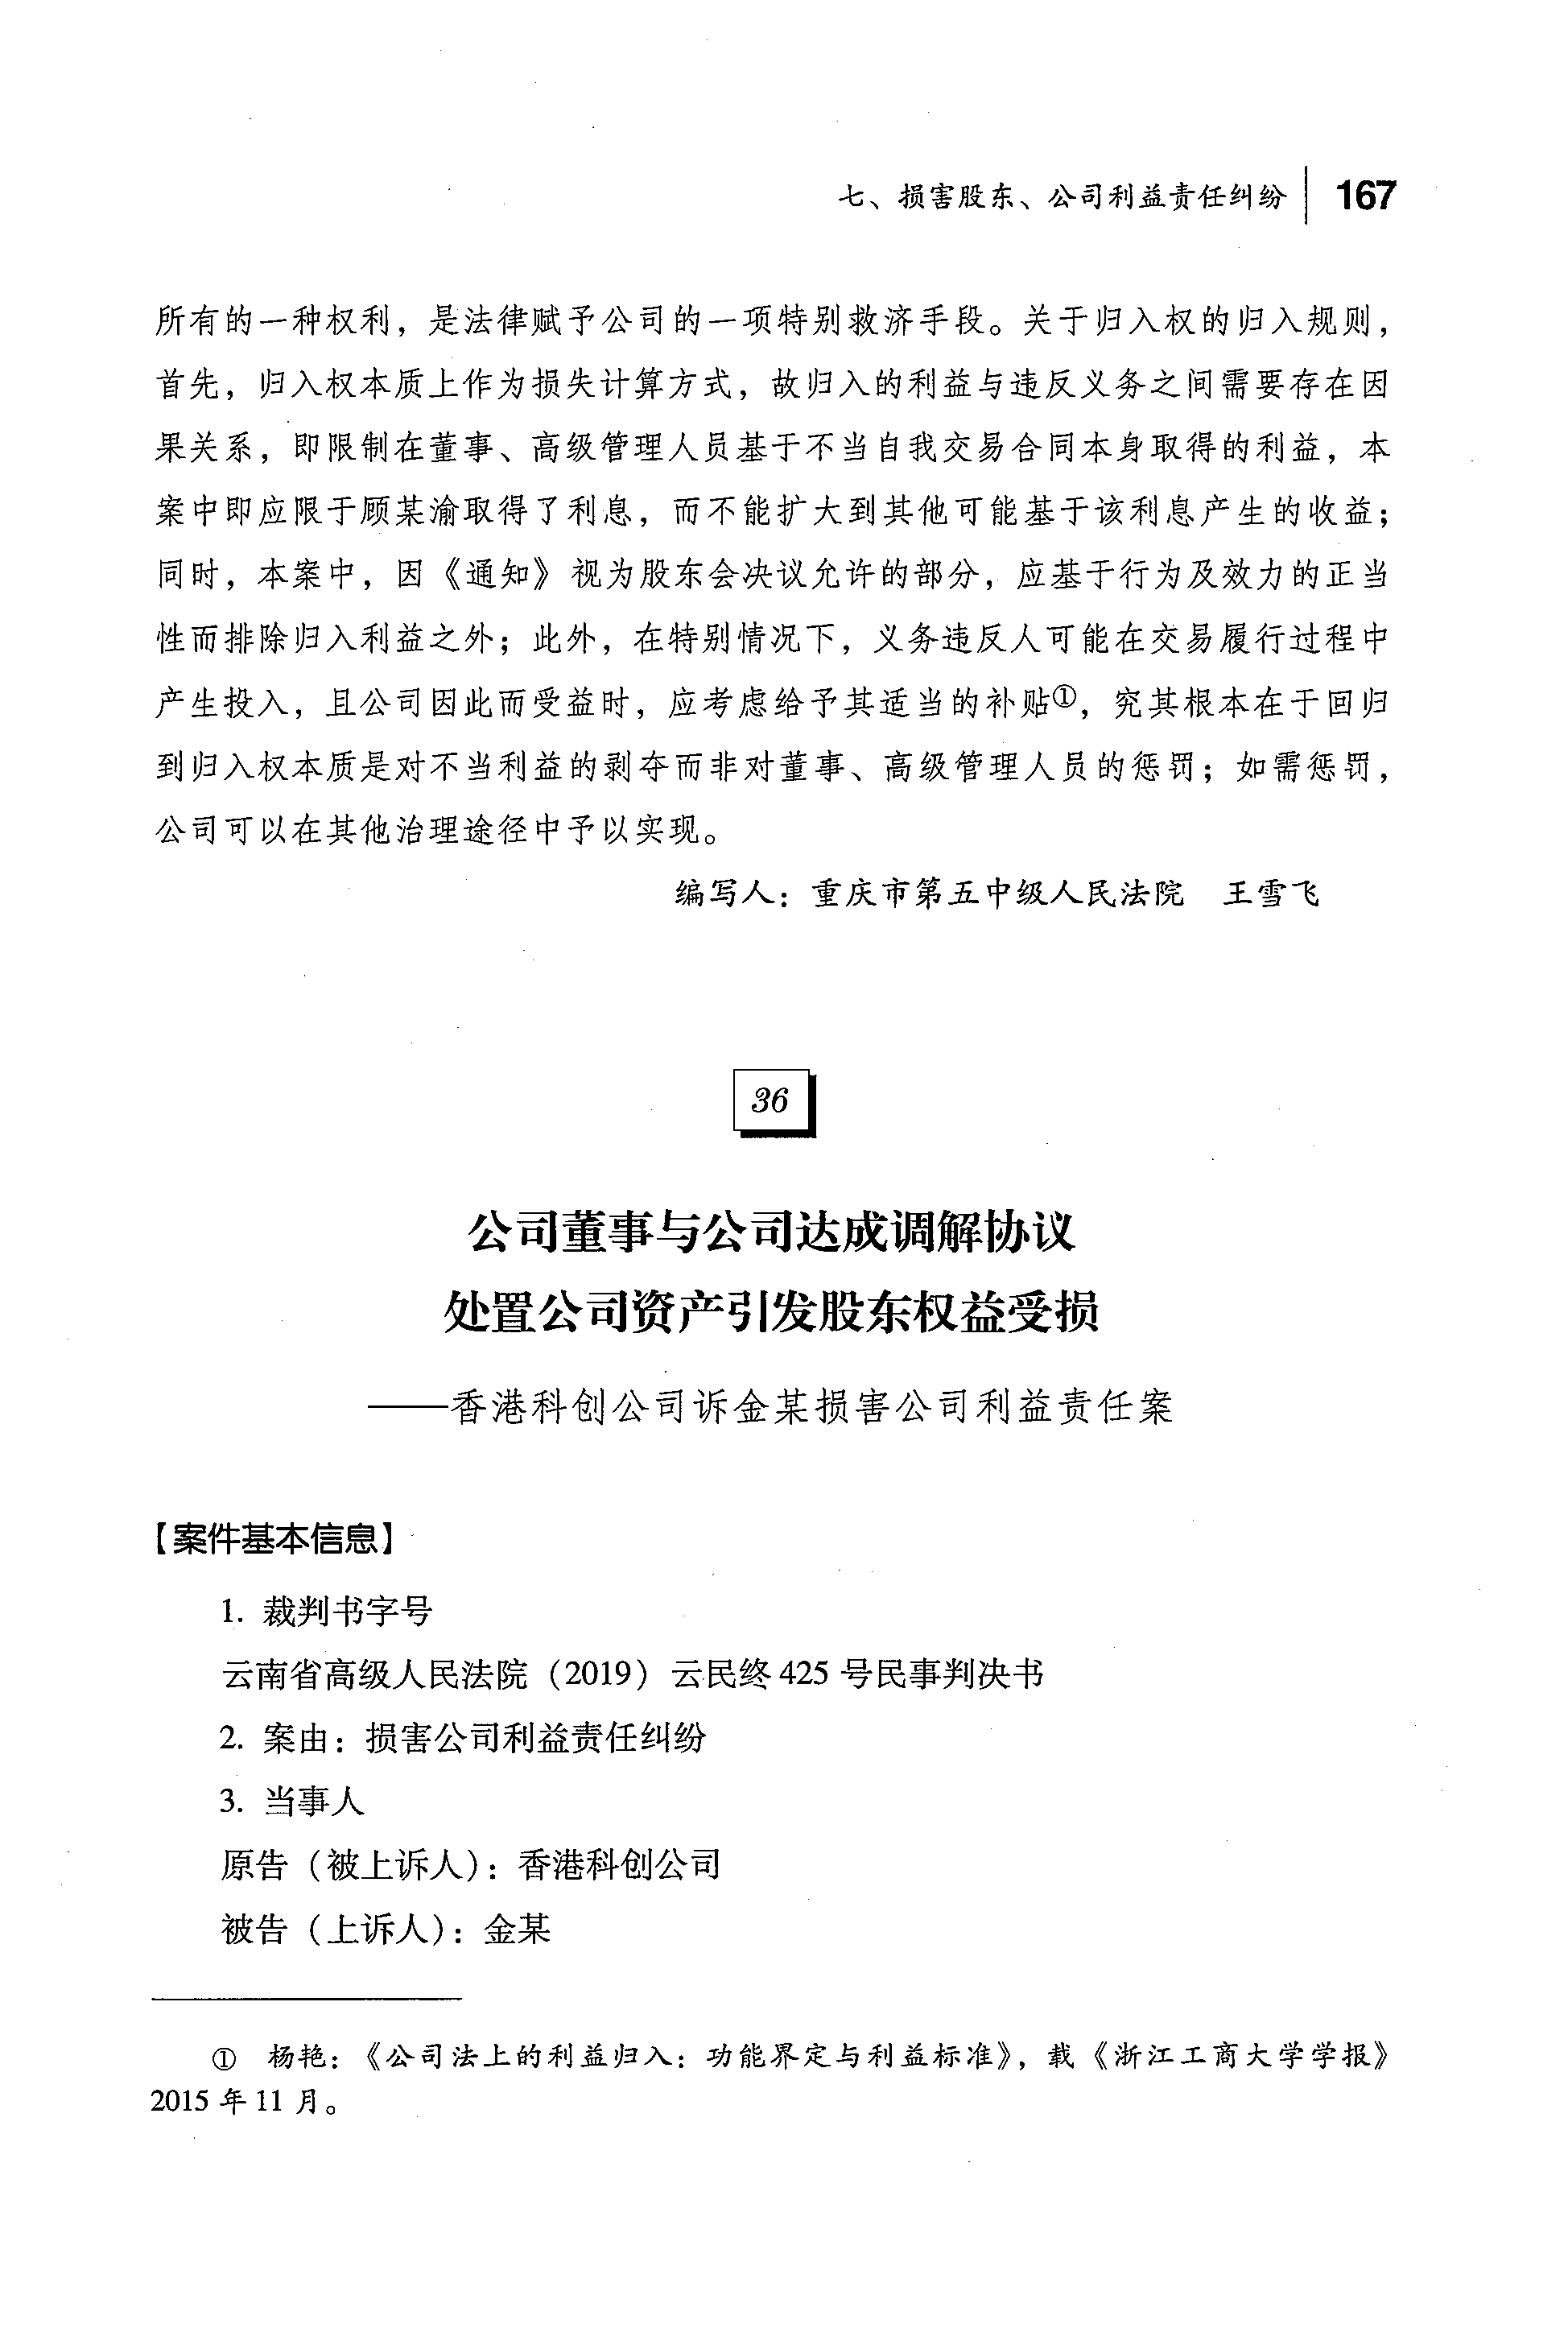 七、损害股东、公司利益责任纠纷 167
所有的一种权利，是法律赋予公司的一项特别救济手段。关于归入权的归入规则，
首先，归入权本质上作为损失计算方式，故归入的利益与违反义务之间需要存在因
果关系，即限制在董事、高级管理人员基于不当自我交易合同本身取得的利益，本
案中即应限于顾某渝取得了利息，而不能扩大到其他可能基于该利息产生的收益；
同时，本案中，因《通知》视为股东会决议允许的部分，应基于行为及效力的正当
性而排除归入利益之外；此外，在特别情况下，义务违反人可能在交易履行过程中
产生投入，且公司因此而受益时，应考虑给予其适当的补贴①，究其根本在于回归
到归入权本质是对不当利益的剥夺而非对董事、高级管理人员的惩罚；如需惩罚，
公司可以在其他治理途径中予以实现。
编写人：重庆市第五中级人民法院 王雪飞
36
公司董事与公司达成调解协议
处置公司资产引发股东权益受损
——香港科创公司诉金某损害公司利益责任案
【案件基本信息】
1. 裁判书字号
云南省高级人民法院（2019）云民终 425 号民事判决书
2. 案由：损害公司利益责任纠纷
3. 当事人
原告（被上诉人）：香港科创公司
被告（上诉人）：金某
① 杨艳：《公司法上的利益归入：功能界定与利益标准》，载《浙江工商大学学报》
2015 年 11 月。